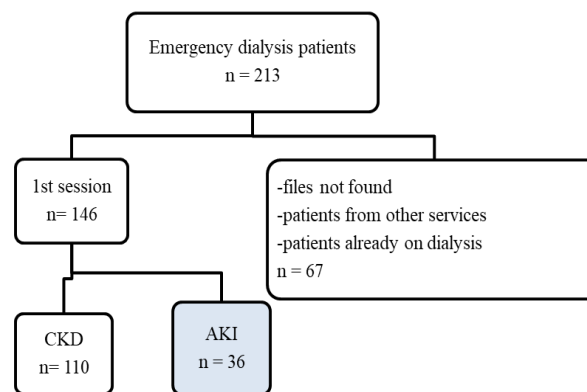 Emergency dialysis patients
n = 213
1st session
n= 146
-files not found
-patients from other services
-patients already on dialysis
n = 67
CKD
n= 110
AKI
n = 36